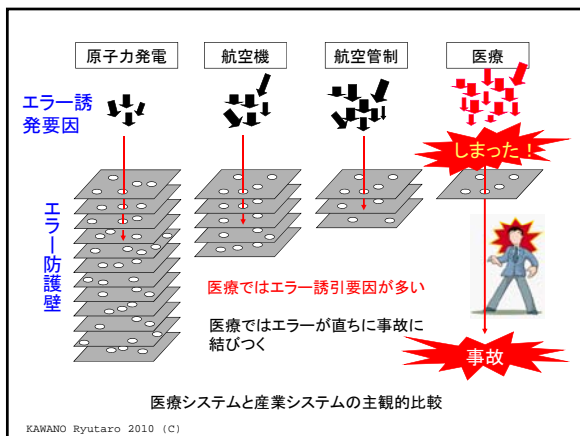 原子力発電
航空機
航空管制
医療
エラー誘
発要因
しまった！
エラー防護壁
医療ではエラー誘引要因が多い
医療ではエラーが直ちに事故に
結びつく
事故
医療システムと産業システムの主観的比較
KAWANO Ryutaro 2010 (C)